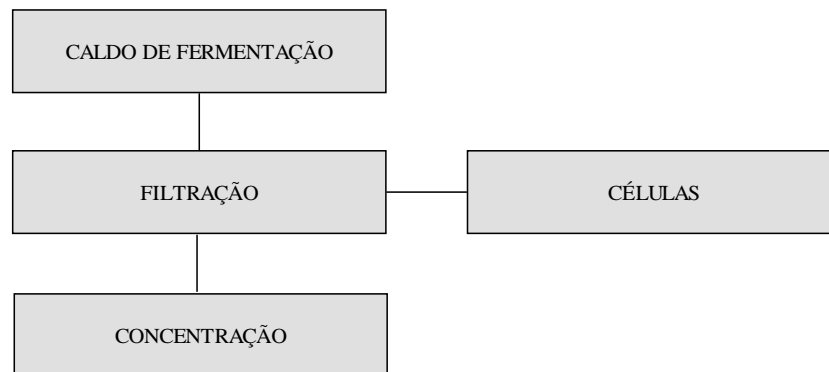 CALDO DE FERMENTAÇÃO
FILTRAÇÃO
CÉLULAS
CONCENTRAÇÃO